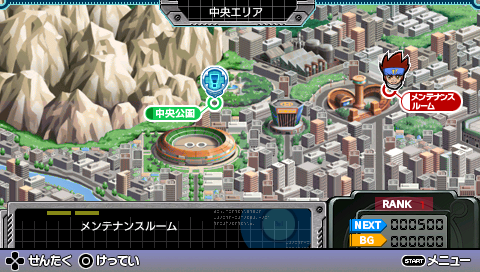 中央エリア
メンテナンス
ルーム
中央公園
メンテナンスルーム
RANK
NEXT 000500
BG 000000
せんたく けってい
START メニュー